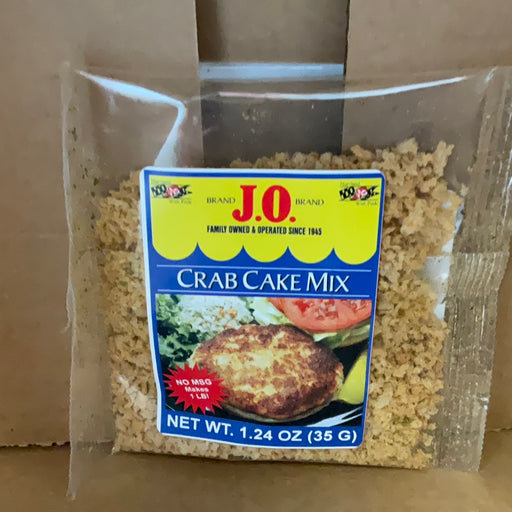 BRAND J.O. BRAND
FAMILY OWNED & OPERATED SINCE 1945
CRAB CAKE MIX
NO MSG
Makes
1 LB!
NET WT. 1.24 OZ (35 G)